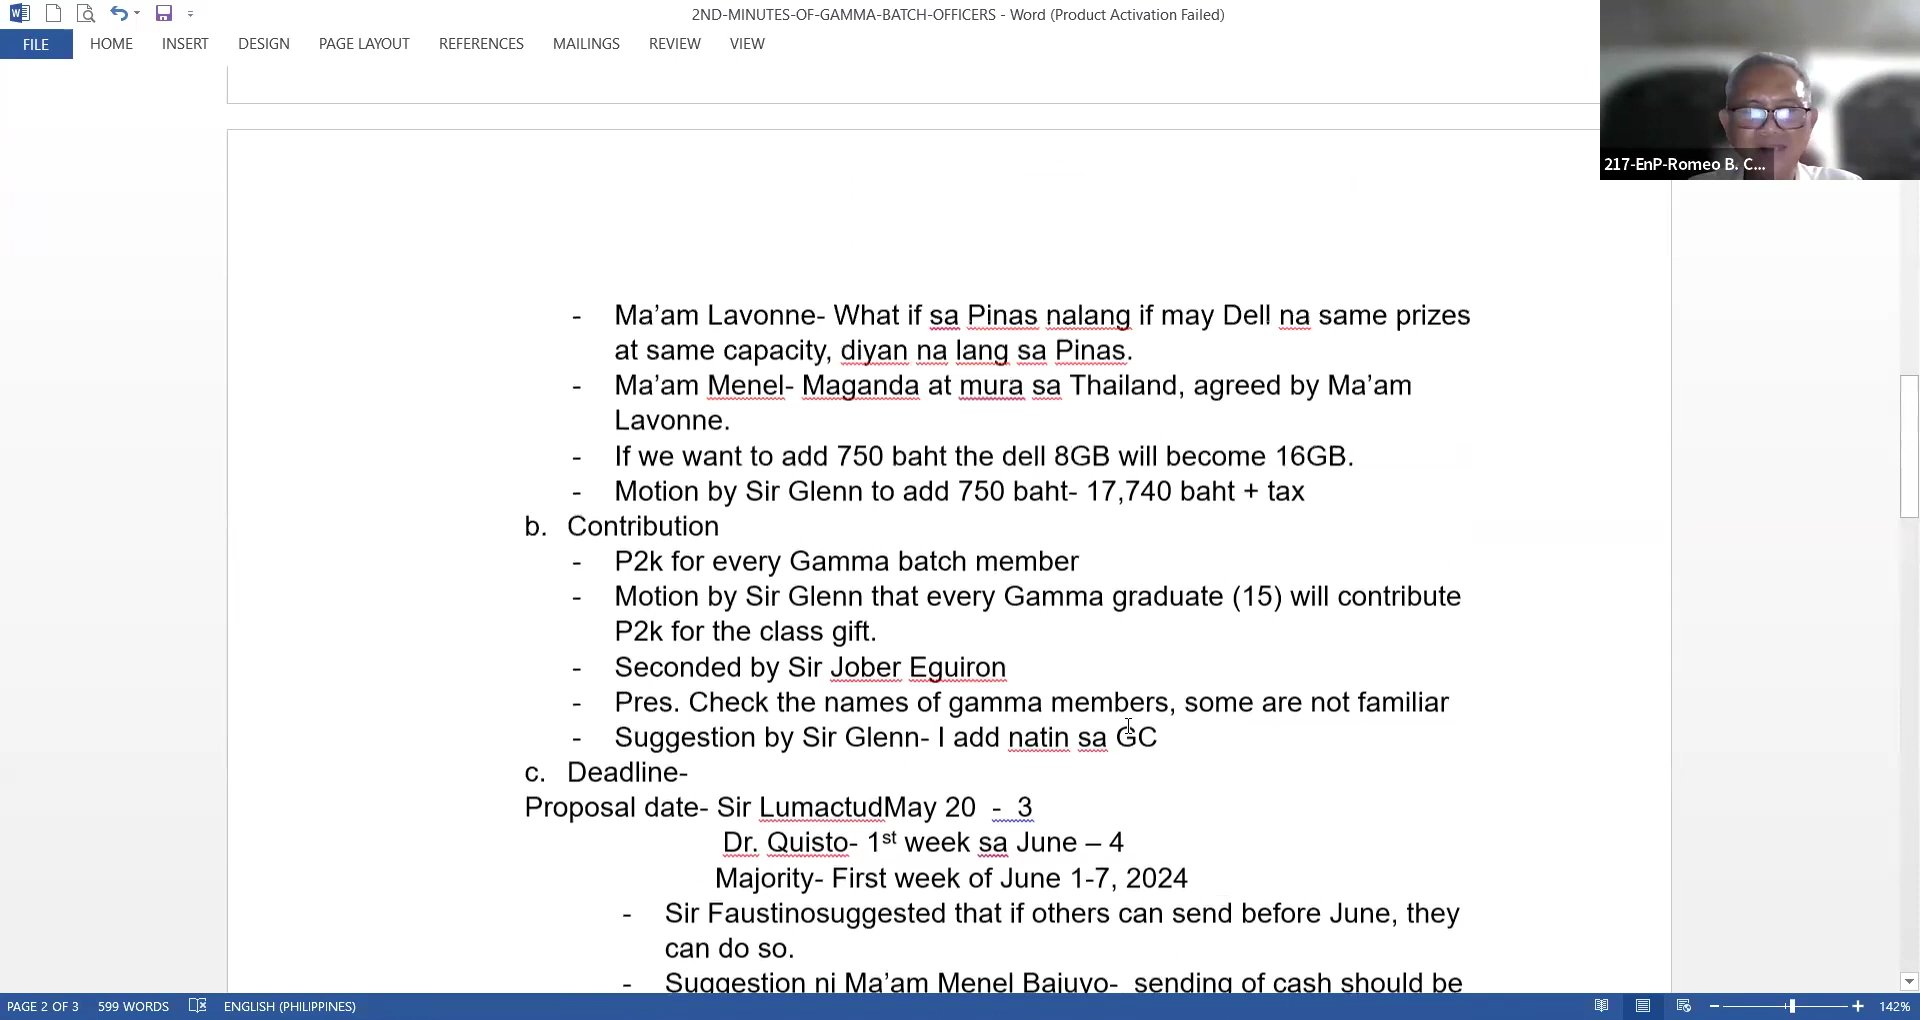 2ND-MINUTES-OF-GAMMA-BATCH-OFFICERS - Word (Product Activation Failed)
FILE HOME INSERT DESIGN PAGE LAYOUT REFERENCES MAILINGS REVIEW VIEW
217-EnP-Romeo B. C...
- Ma’am Lavonne- What if sa Pinas nalang if may Dell na same prizes
at same capacity, diyan na lang sa Pinas.
- Ma’am Menel- Maganda at mura sa Thailand, agreed by Ma’am
Lavonne.
- If we want to add 750 baht the dell 8GB will become 16GB.
- Motion by Sir Glenn to add 750 baht- 17,740 baht + tax
b. Contribution
- P2k for every Gamma batch member
- Motion by Sir Glenn that every Gamma graduate (15) will contribute
P2k for the class gift.
- Seconded by Sir Jober Eguiron
- Pres. Check the names of gamma members, some are not familiar
- Suggestion by Sir Glenn- I add natin sa GC
c. Deadline-
Proposal date- Sir LumactudMay 20 - 3
Dr. Quisto- 1st week sa June – 4
Majority- First week of June 1-7, 2024
- Sir Faustinosuggested that if others can send before June, they
can do so.
- Suggestion ni Ma’am Menel Bajuyo- sending of cash should be
PAGE 2 OF 3 599 WORDS ENGLISH (PHILIPPINES) 142%